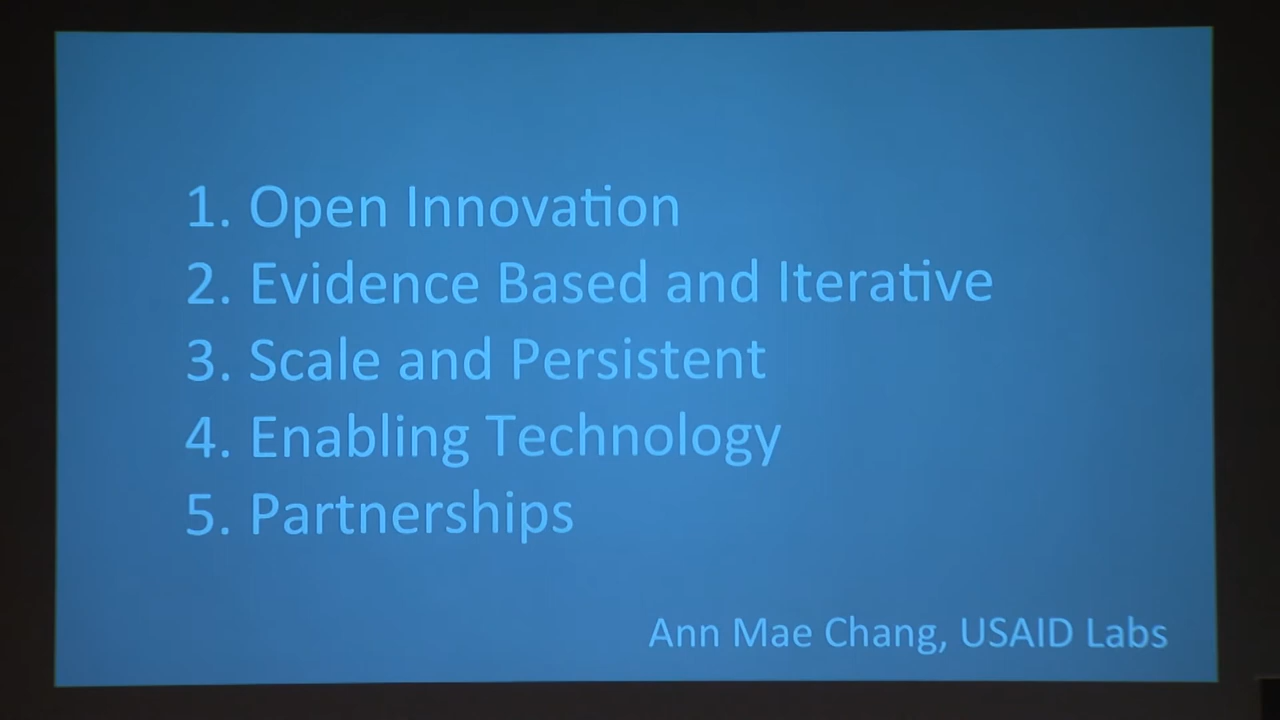 1. Open Innovation
2. Evidence Based and Iterative
3. Scale and Persistent
4. Enabling Technology
5. Partnerships
Ann Mae Chang, USAID Labs